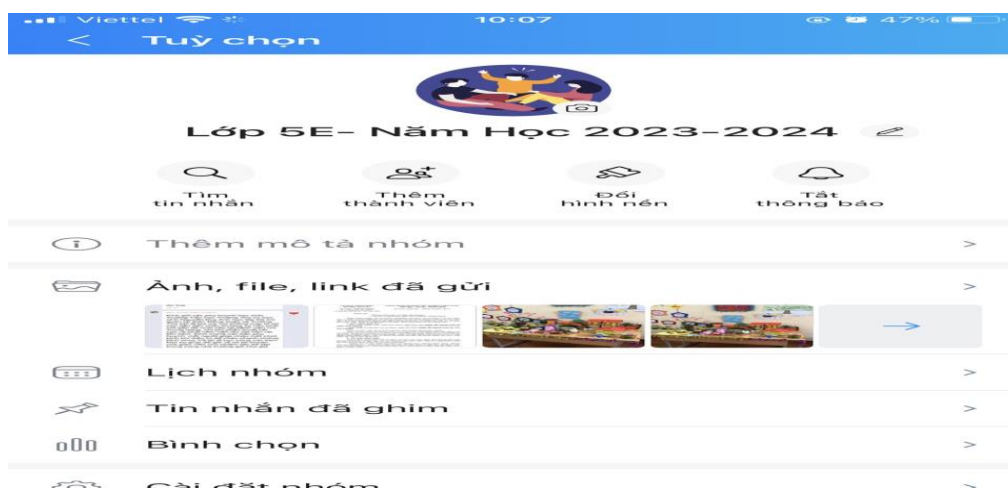 Viettel 10:07 47%
< Tuỳ chọn
Lớp 5E- Năm Học 2023-2024
Tìm tin nhắn
Thêm thành viên
Đổi hình nền
Tắt thông báo
Thêm mô tả nhóm >
Ảnh, file, link đã gửi >
Lịch nhóm >
Tin nhắn đã ghim >
Bình chọn >
Cài đặt nhóm